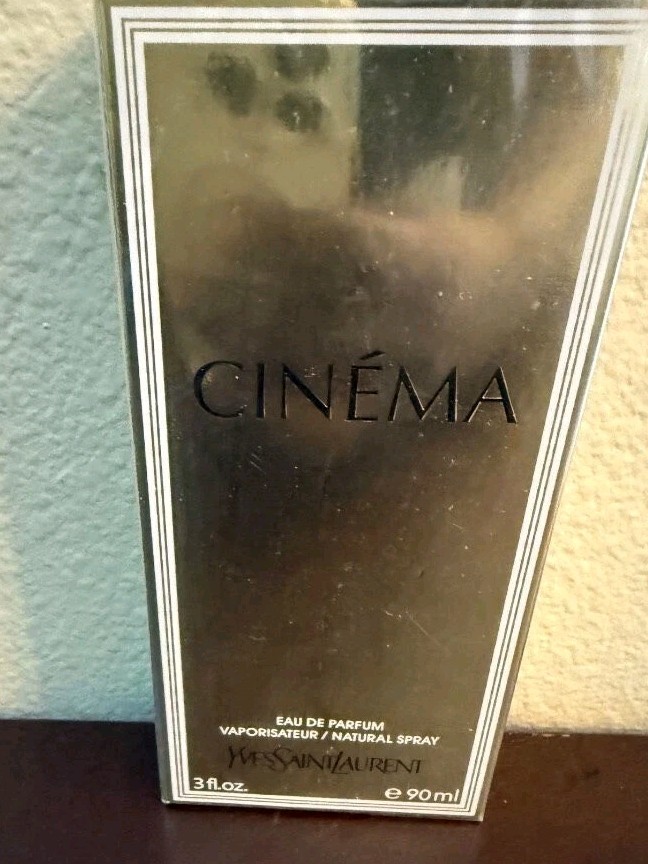 CINÉMA
EAU DE PARFUM
VAPORISATEUR / NATURAL SPRAY
YVESSAINTLAURENT
3 fl.oz. ℮ 90 ml